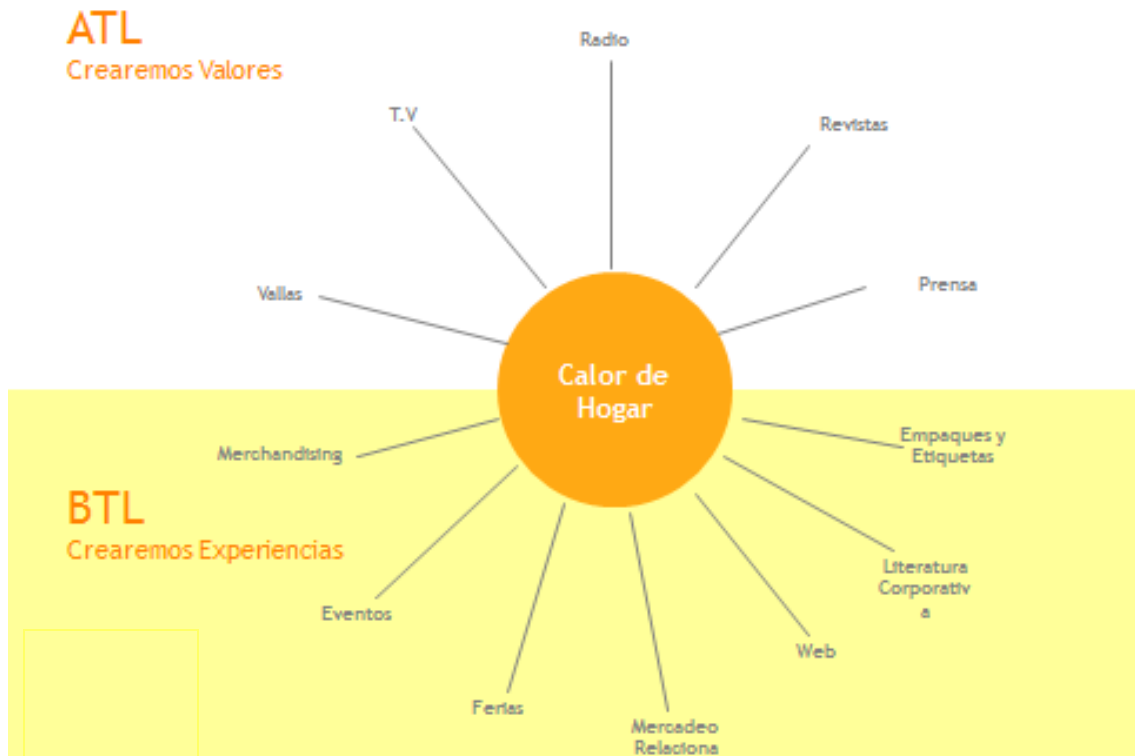 ATL
Crearemos Valores
Radio
T.V
Revistas
Vallas
Prensa
Calor de
Hogar
Merchandising
Empaques y
Etiquetas
BTL
Crearemos Experiencias
Literatura
Corporativ
a
Eventos
Web
Ferias
Mercadeo
Relaciona